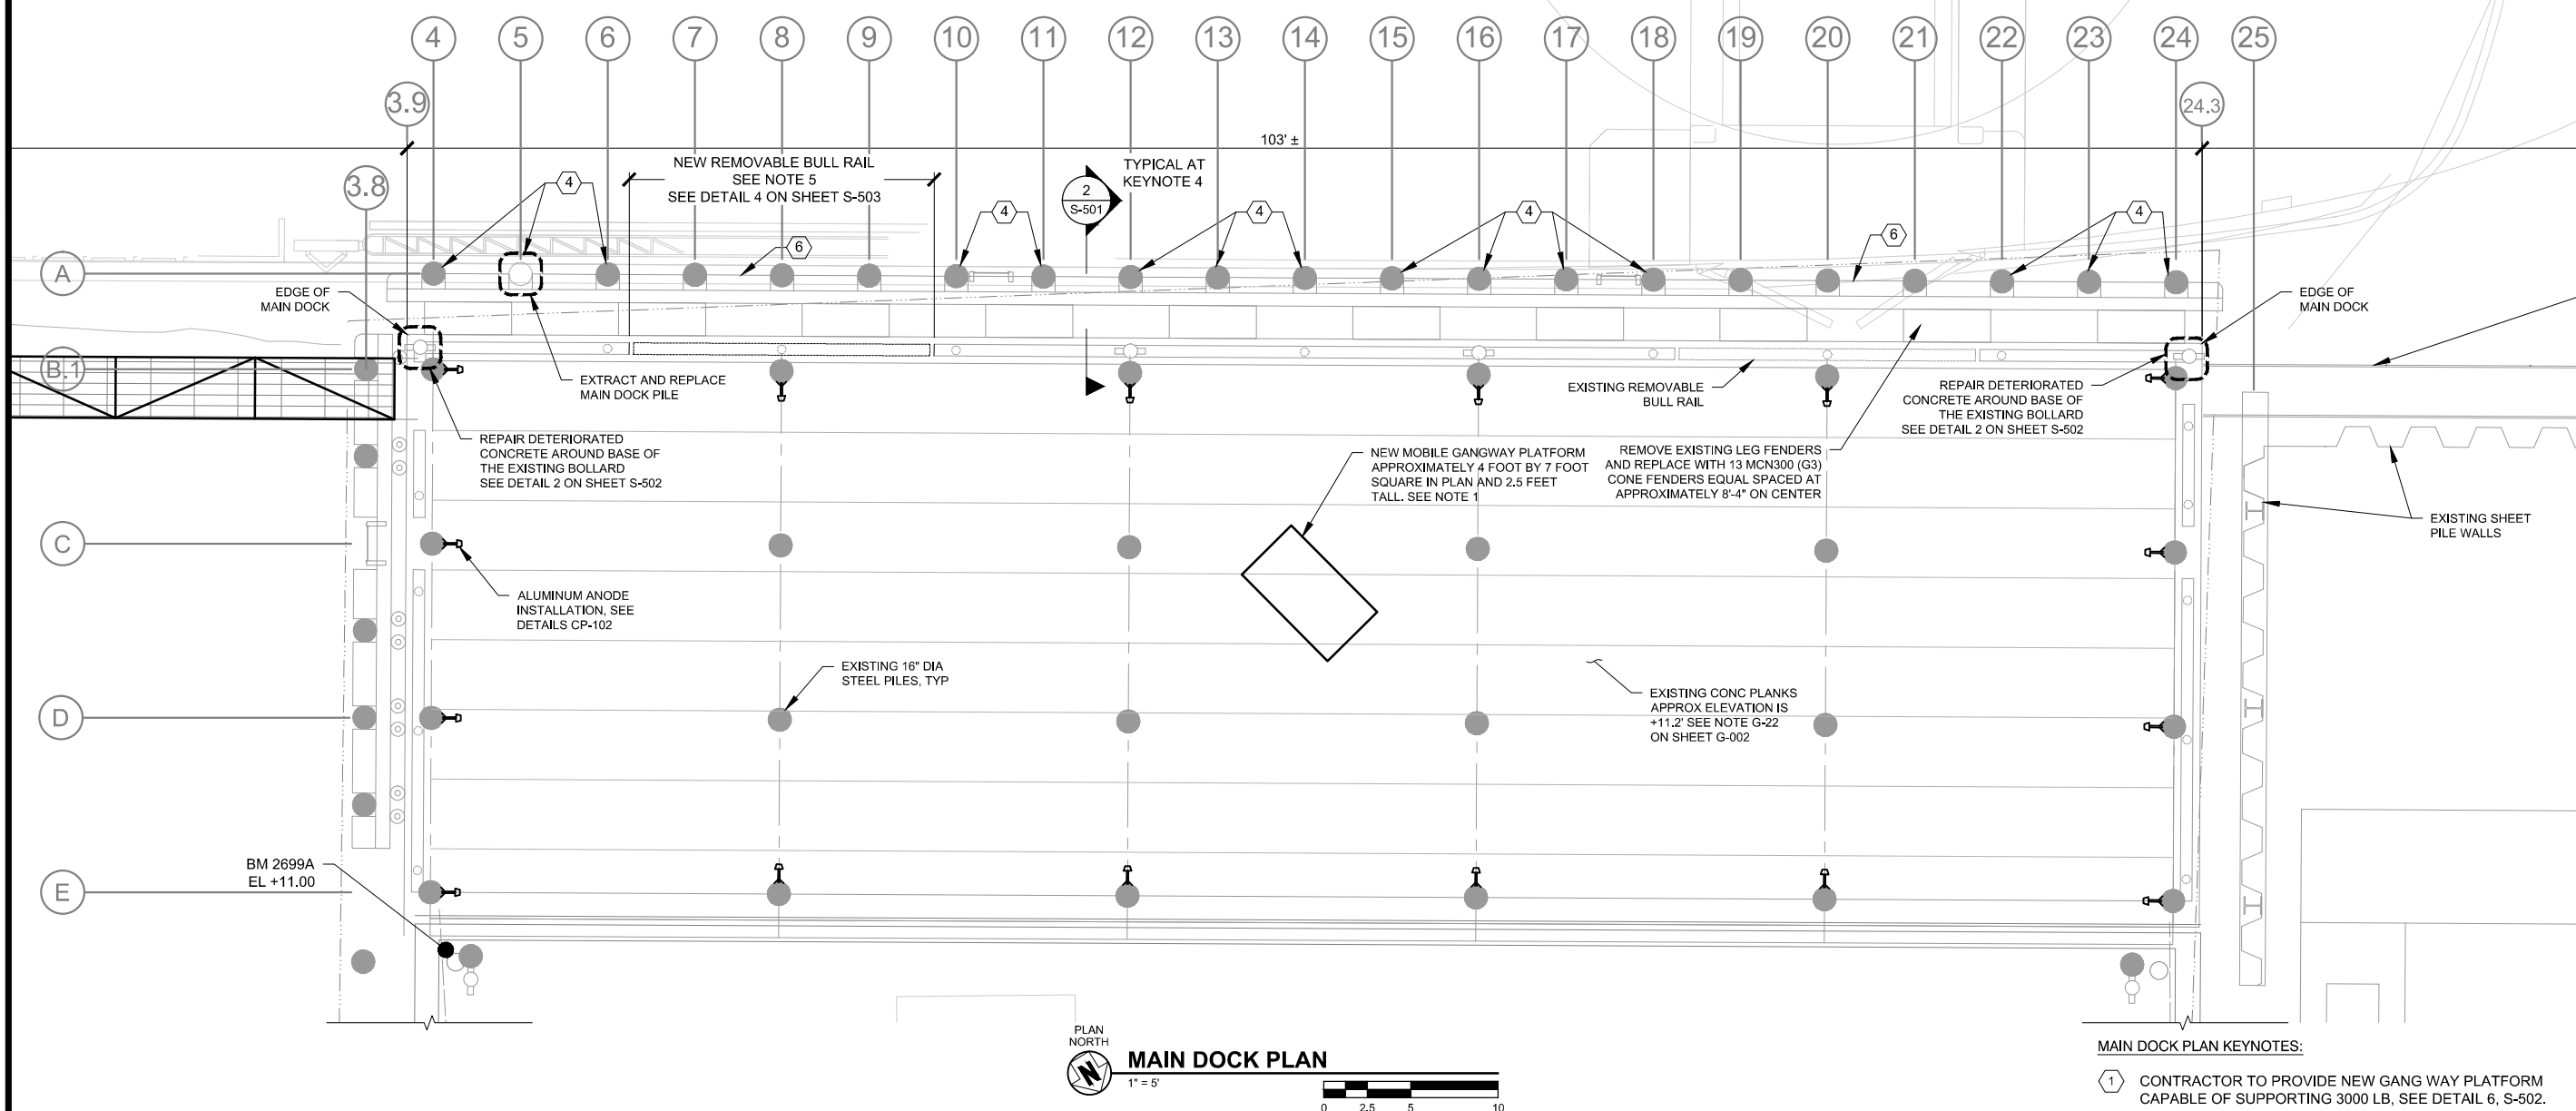 4 5 6 7 8 9 10 11 12 13 14 15 16 17 18 19 20 21 22 23 24 25
3.9
24.3
103' ±
3.8
NEW REMOVABLE BULL RAIL
SEE NOTE 5
SEE DETAIL 4 ON SHEET S-503
2
S-501
TYPICAL AT
KEYNOTE 4
4
4
4
4
4
6
6
A
EDGE OF
MAIN DOCK
EDGE OF
MAIN DOCK
B.1
EXTRACT AND REPLACE
MAIN DOCK PILE
EXISTING REMOVABLE
BULL RAIL
REPAIR DETERIORATED
CONCRETE AROUND BASE OF
THE EXISTING BOLLARD
SEE DETAIL 2 ON SHEET S-502
REPAIR DETERIORATED
CONCRETE AROUND BASE OF
THE EXISTING BOLLARD
SEE DETAIL 2 ON SHEET S-502
NEW MOBILE GANGWAY PLATFORM
APPROXIMATELY 4 FOOT BY 7 FOOT
SQUARE IN PLAN AND 2.5 FEET
TALL. SEE NOTE 1
REMOVE EXISTING LEG FENDERS
AND REPLACE WITH 13 MCN300 (G3)
CONE FENDERS EQUAL SPACED AT
APPROXIMATELY 8'-4" ON CENTER
EXISTING SHEET
PILE WALLS
C
ALUMINUM ANODE
INSTALLATION, SEE
DETAILS CP-102
EXISTING 16" DIA
STEEL PILES, TYP
EXISTING CONC PLANKS
APPROX ELEVATION IS
+11.2' SEE NOTE G-22
ON SHEET G-002
D
BM 2699A
EL +11.00
E
PLAN
NORTH
N
MAIN DOCK PLAN
1" = 5'
0 2.5 5 10
MAIN DOCK PLAN KEYNOTES:
1 CONTRACTOR TO PROVIDE NEW GANG WAY PLATFORM
CAPABLE OF SUPPORTING 3000 LB, SEE DETAIL 6, S-502.